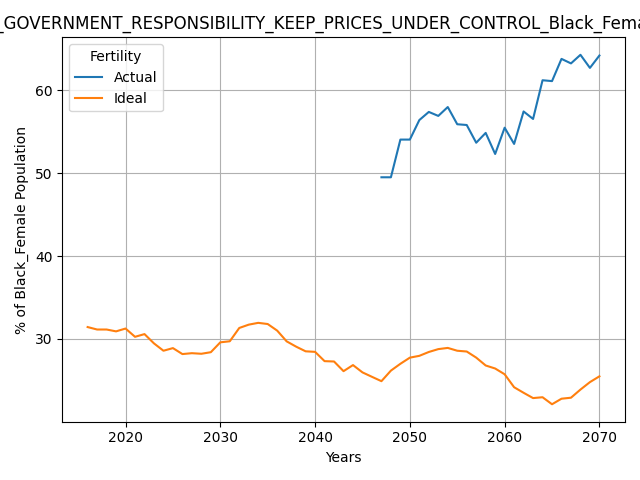 _GOVERNMENT_RESPONSIBILITY_KEEP_PRICES_UNDER_CONTROL_Black_Fema
Fertility
Actual
Ideal
% of Black_Female Population
60
50
40
30
2020 2030 2040 2050 2060 2070
Years